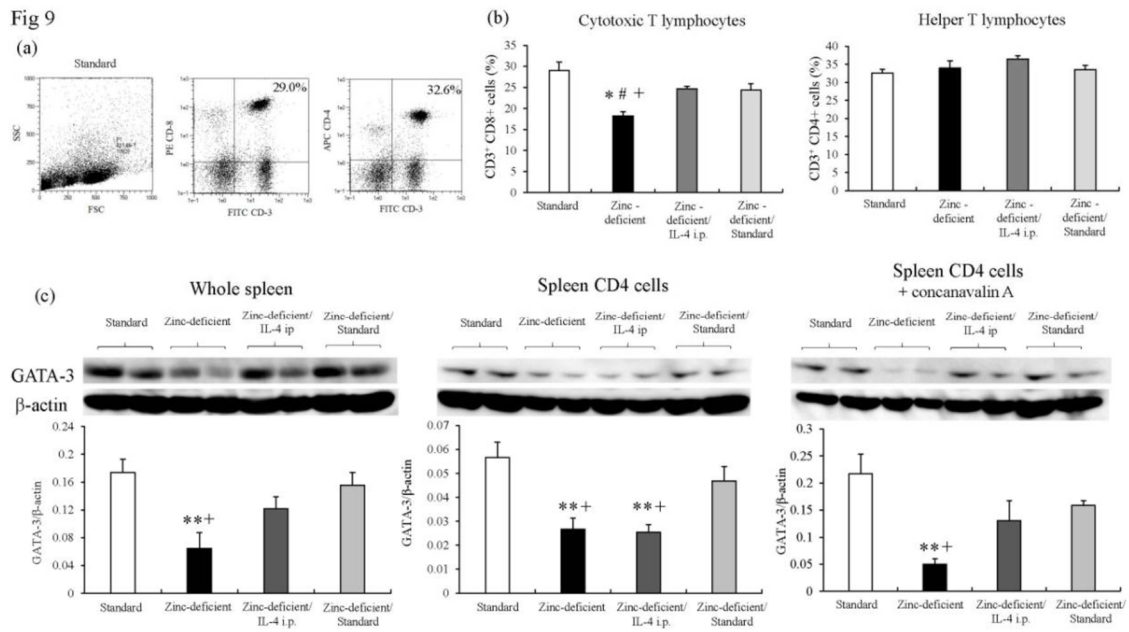 Fig 9
(a)
Standard
1000
750
500
250
0
SSC
0 250 500 750 1000
FSC
29.0%
PE CD-8
FITC CD-3
32.6%
APC CD-4
FITC CD-3
(b)
Cytotoxic T lymphocytes
CD3⁺ CD8+ cells (%)
35
30
25
20
15
10
5
0
* # +
Standard
Zinc -
deficient
Zinc -
deficient/
IL-4 i.p.
Zinc -
deficient/
Standard
Helper T lymphocytes
CD3⁺ CD4+ cells (%)
40
35
30
25
20
15
10
5
0
Standard
Zinc -
deficient
Zinc -
deficient/
IL-4 i.p.
Zinc -
deficient/
Standard
(c)
Whole spleen
Standard
Zinc-deficient
Zinc-deficient/
IL-4 ip
Zinc-deficient/
Standard
GATA-3
β-actin
GATA-3/β-actin
0.24
0.2
0.16
0.12
0.08
0.04
0
**+
Standard
Zinc-deficient
Zinc-deficient/
IL-4 i.p.
Zinc-deficient/
Standard
Spleen CD4 cells
Standard
Zinc-deficient
Zinc-deficient/
IL-4 ip
Zinc-deficient/
Standard
GATA-3/β-actin
0.07
0.06
0.05
0.04
0.03
0.02
0.01
0
**+
**+
Standard
Zinc-deficient
Zinc-deficient/
IL-4 i.p.
Zinc-deficient/
Standard
Spleen CD4 cells
+ concanavalin A
Standard
Zinc-deficient
Zinc-deficient/
IL-4 ip
Zinc-deficient/
Standard
GATA-3/β-actin
0.25
0.2
0.15
0.1
0.05
0
0.3
**+
Standard
Zinc-deficient
Zinc-deficient/
IL-4 i.p.
Zinc-deficient/
Standard